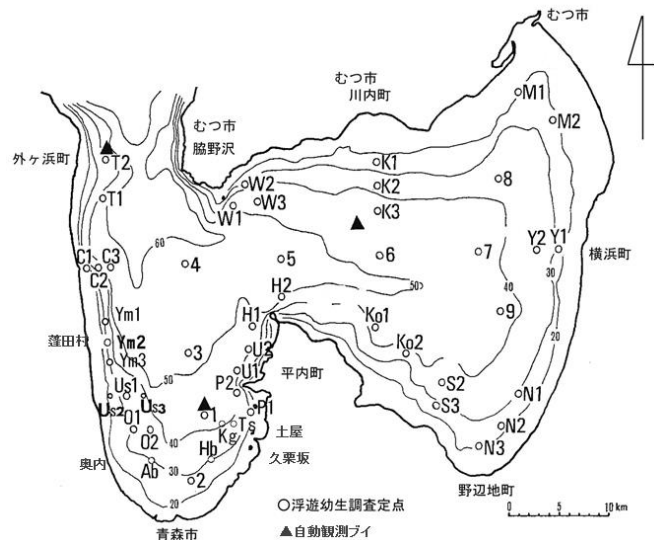 むつ市
むつ市
川内町
むつ市
脇野沢
外ヶ浜町
T2
T1
M1
M2
K1
K2
K3
W2
W3
W1
8
60
4
5
6
7
Y2
Y1
横浜町
C1
C3
C2
H2
50
40
30
20
H1
Ym1
Ym2
Ym3
蓬田村
3
U2
U1
P2
Ko1
Ko2
9
平内町
50
S2
S3
N1
N2
N3
Us1
Us2
Us3
1
P1
O1
O2
40
Kg
Ts
土屋
奥内
Ab
30
Hb
久栗坂
2
20
野辺地町
青森市
○浮遊幼生調査定点
▲自動観測ブイ
0 5 10km